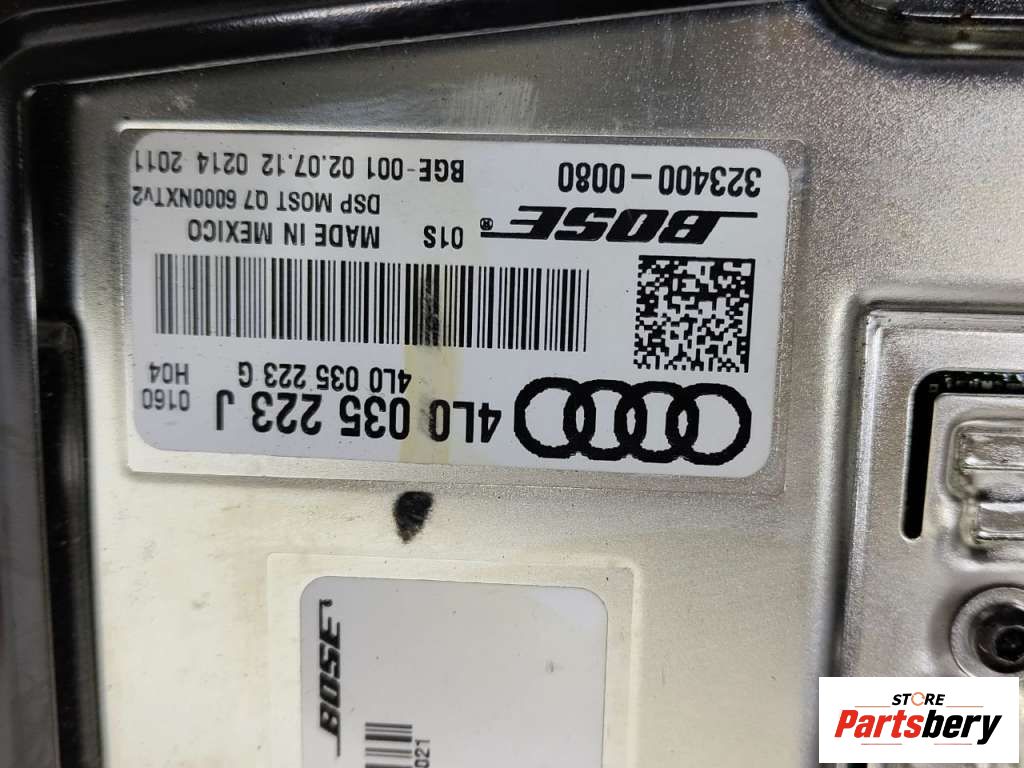 4L0 035 223 J
0160
H04
4L0 035 223 G
01S
MADE IN MEXICO
DSP MOST Q7 6000NXTv2
BOSE®
323400-0080
BGE-001 02.07.12 0214 2011
BOSE
021
STORE
Partsbery